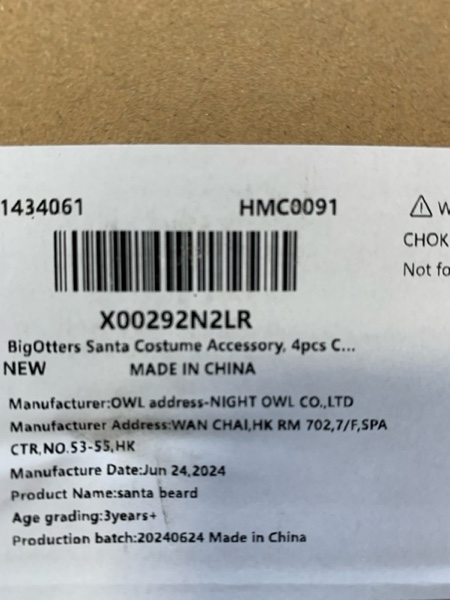 1434061 HMC0091
X00292N2LR
BigOtters Santa Costume Accessory, 4pcs C...
NEW MADE IN CHINA
Manufacturer:OWL address-NIGHT OWL CO.,LTD
Manufacturer Address:WAN CHAI,HK RM 702,7/F,SPA
CTR,NO.53-55,HK
Manufacture Date:Jun 24,2024
Product Name:santa beard
Age grading:3years+
Production batch:20240624 Made in China
⚠ W
CHOK
Not fo